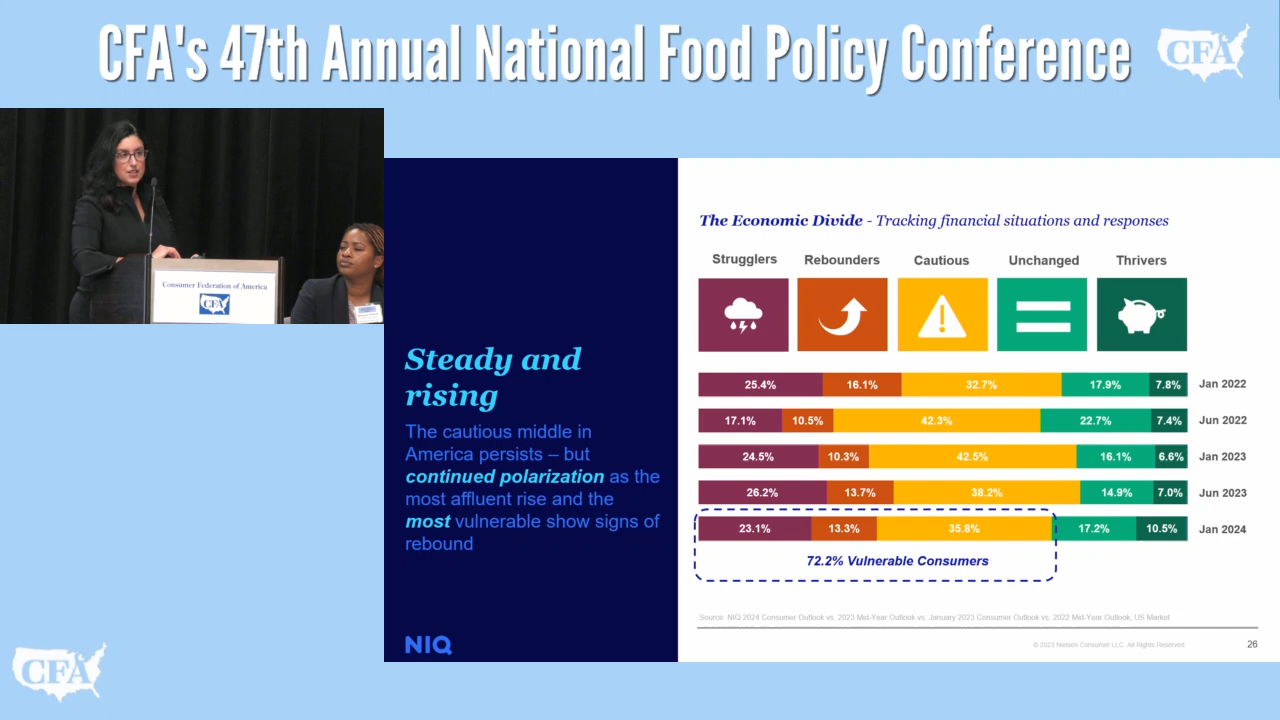 CFA's 47th Annual National Food Policy Conference
CFA
Consumer Federation of America
CFA
Steady and
rising
The cautious middle in
America persists – but
continued polarization as the
most affluent rise and the
most vulnerable show signs of
rebound
NIQ
The Economic Divide - Tracking financial situations and responses
Strugglers Rebounders Cautious Unchanged Thrivers
25.4% 16.1% 32.7% 17.9% 7.8% Jan 2022
17.1% 10.5% 42.3% 22.7% 7.4% Jun 2022
24.5% 10.3% 42.5% 16.1% 6.6% Jan 2023
26.2% 13.7% 38.2% 14.9% 7.0% Jun 2023
23.1% 13.3% 35.8% 17.2% 10.5% Jan 2024
72.2% Vulnerable Consumers
Source: NIQ 2024 Consumer Outlook vs. 2023 Mid-Year Outlook vs. January 2023 Consumer Outlook vs. 2022 Mid-Year Outlook, US Market
© 2023 Nielsen Consumer LLC. All Rights Reserved
26
CFA